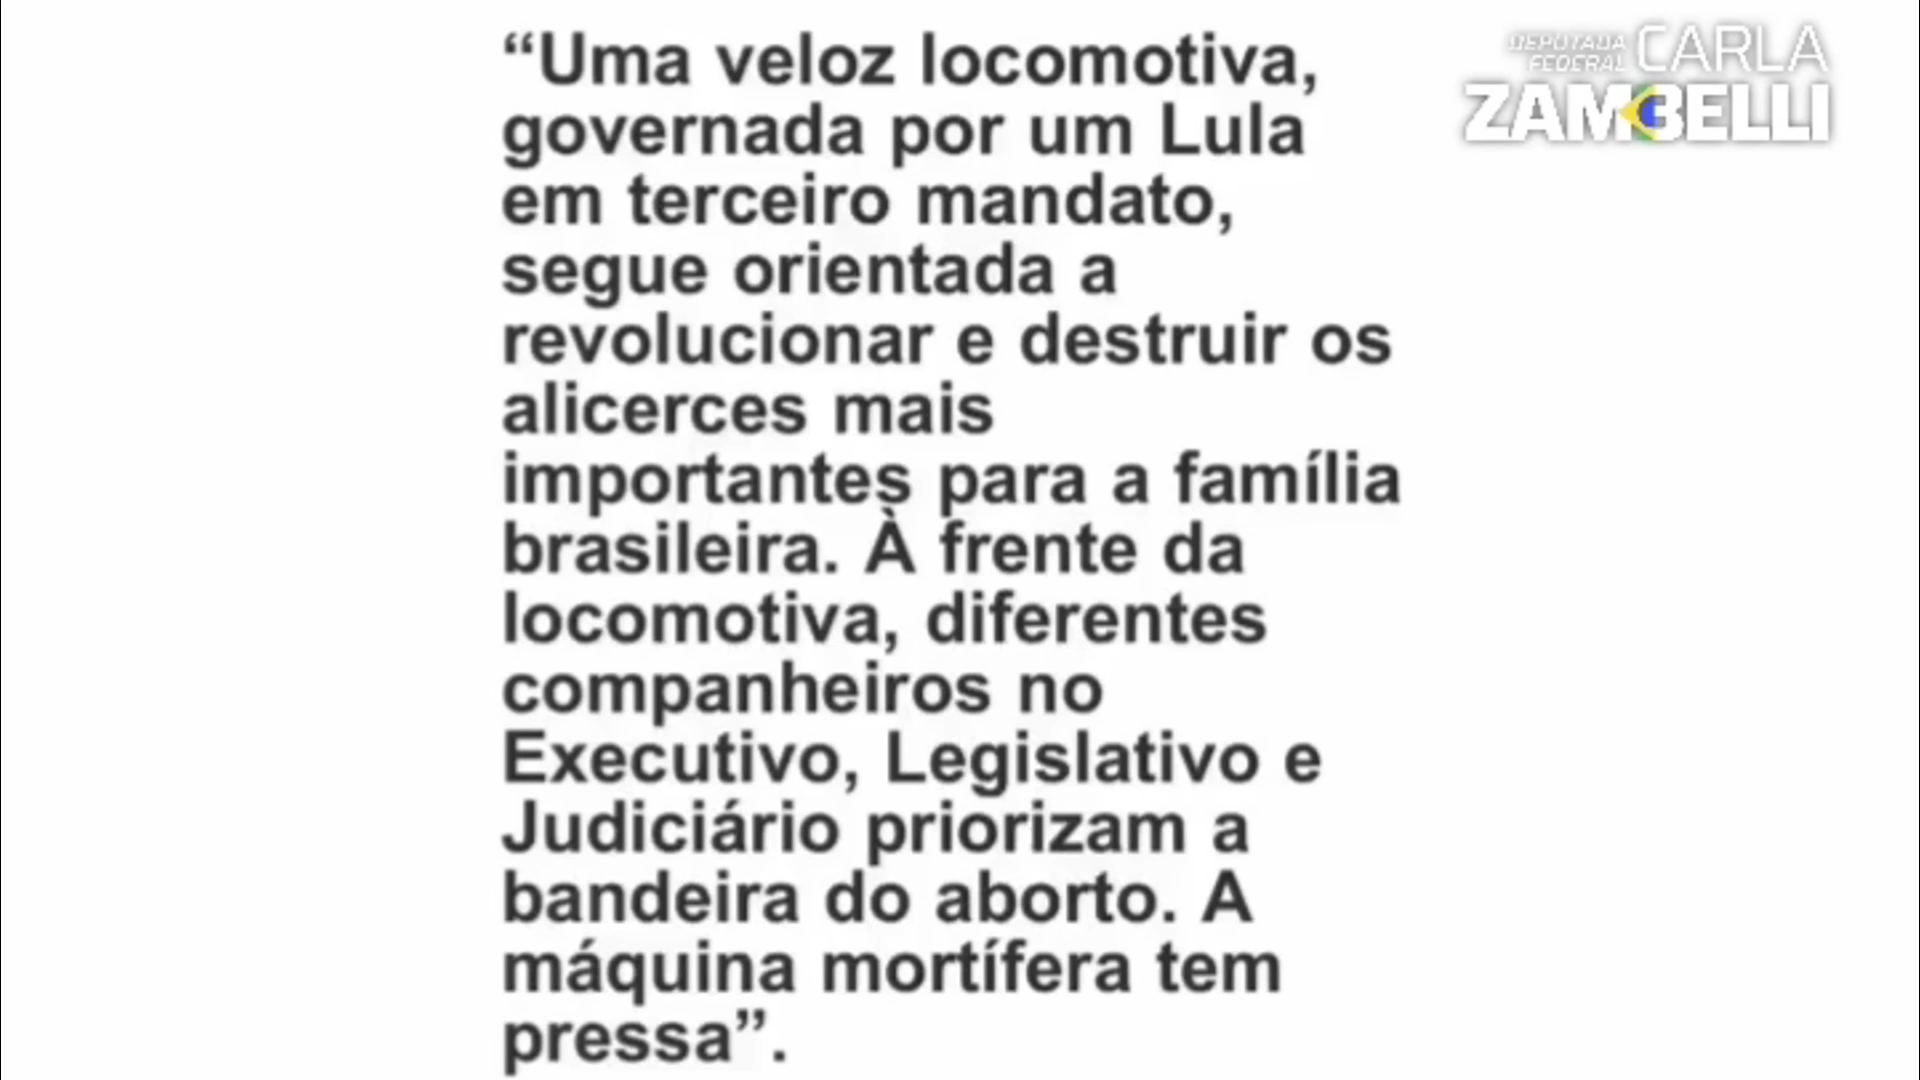 “Uma veloz locomotiva,
governada por um Lula
em terceiro mandato,
segue orientada a
revolucionar e destruir os
alicerces mais
importantes para a família
brasileira. À frente da
locomotiva, diferentes
companheiros no
Executivo, Legislativo e
Judiciário priorizam a
bandeira do aborto. A
máquina mortífera tem
pressa”.
DEPUTADA
FEDERAL
CARLA
ZAMBELLI